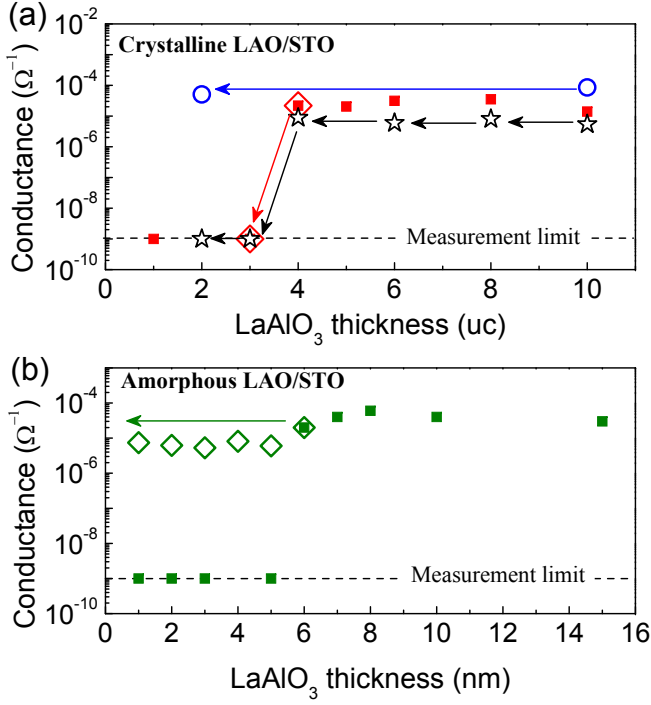 (a)
Crystalline LAO/STO
Conductance (Ω⁻¹)
10⁻²
10⁻⁴
10⁻⁶
10⁻⁸
10⁻¹⁰
Measurement limit
0 2 4 6 8 10
LaAlO₃ thickness (uc)
(b)
Amorphous LAO/STO
Conductance (Ω⁻¹)
10⁻⁴
10⁻⁶
10⁻⁸
10⁻¹⁰
Measurement limit
0 2 4 6 8 10 12 14 16
LaAlO₃ thickness (nm)